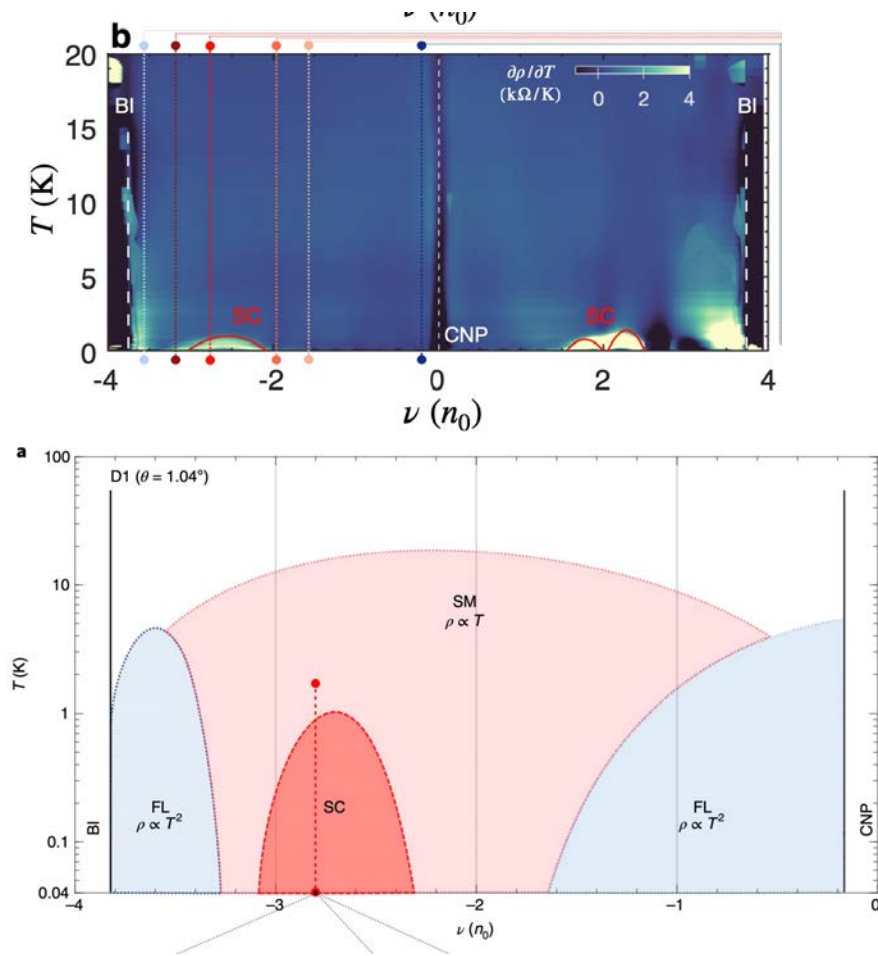 ν (n₀)
b
20
15
10
5
0
T (K)
BI
∂ρ/∂T
(kΩ/K)
0 2 4
BI
SC
CNP
SC
-4 -2 0 2 4
ν (n₀)
a
100
10
1
0.1
0.04
T (K)
D1 (θ = 1.04°)
SM
ρ ∝ T
FL
ρ ∝ T²
SC
FL
ρ ∝ T²
BI
CNP
−4 −3 −2 −1 0
ν (n₀)